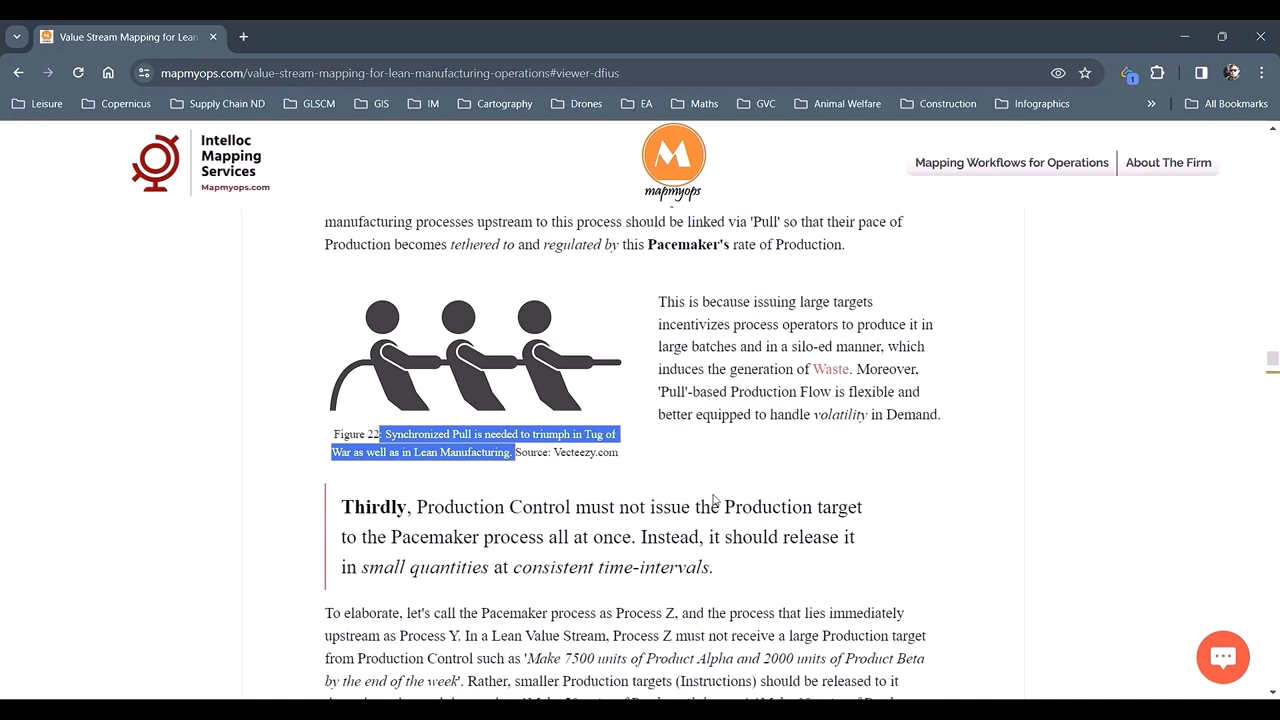 Value Stream Mapping for Lean
mapmyops.com/value-stream-mapping-for-lean-manufacturing-operations#viewer-dfius
1
Leisure
Copernicus
Supply Chain ND
GLSCM
GIS
IM
Cartography
Drones
EA
Maths
GVC
Animal Welfare
Construction
Infographics
All Bookmarks
Intelloc
Mapping
Services
Mapmyops.com
M
mapmyops
Mapping Workflows for Operations
About The Firm
manufacturing processes upstream to this process should be linked via 'Pull' so that their pace of
Production becomes tethered to and regulated by this Pacemaker's rate of Production.
This is because issuing large targets
incentivizes process operators to produce it in
large batches and in a silo-ed manner, which
induces the generation of Waste. Moreover,
'Pull'-based Production Flow is flexible and
better equipped to handle volatility in Demand.
Figure 22: Synchronized Pull is needed to triumph in Tug of
War as well as in Lean Manufacturing. Source: Vecteezy.com
Thirdly, Production Control must not issue the Production target
to the Pacemaker process all at once. Instead, it should release it
in small quantities at consistent time-intervals.
To elaborate, let's call the Pacemaker process as Process Z, and the process that lies immediately
upstream as Process Y. In a Lean Value Stream, Process Z must not receive a large Production target
from Production Control such as 'Make 7500 units of Product Alpha and 2000 units of Product Beta
by the end of the week'. Rather, smaller Production targets (Instructions) should be released to it